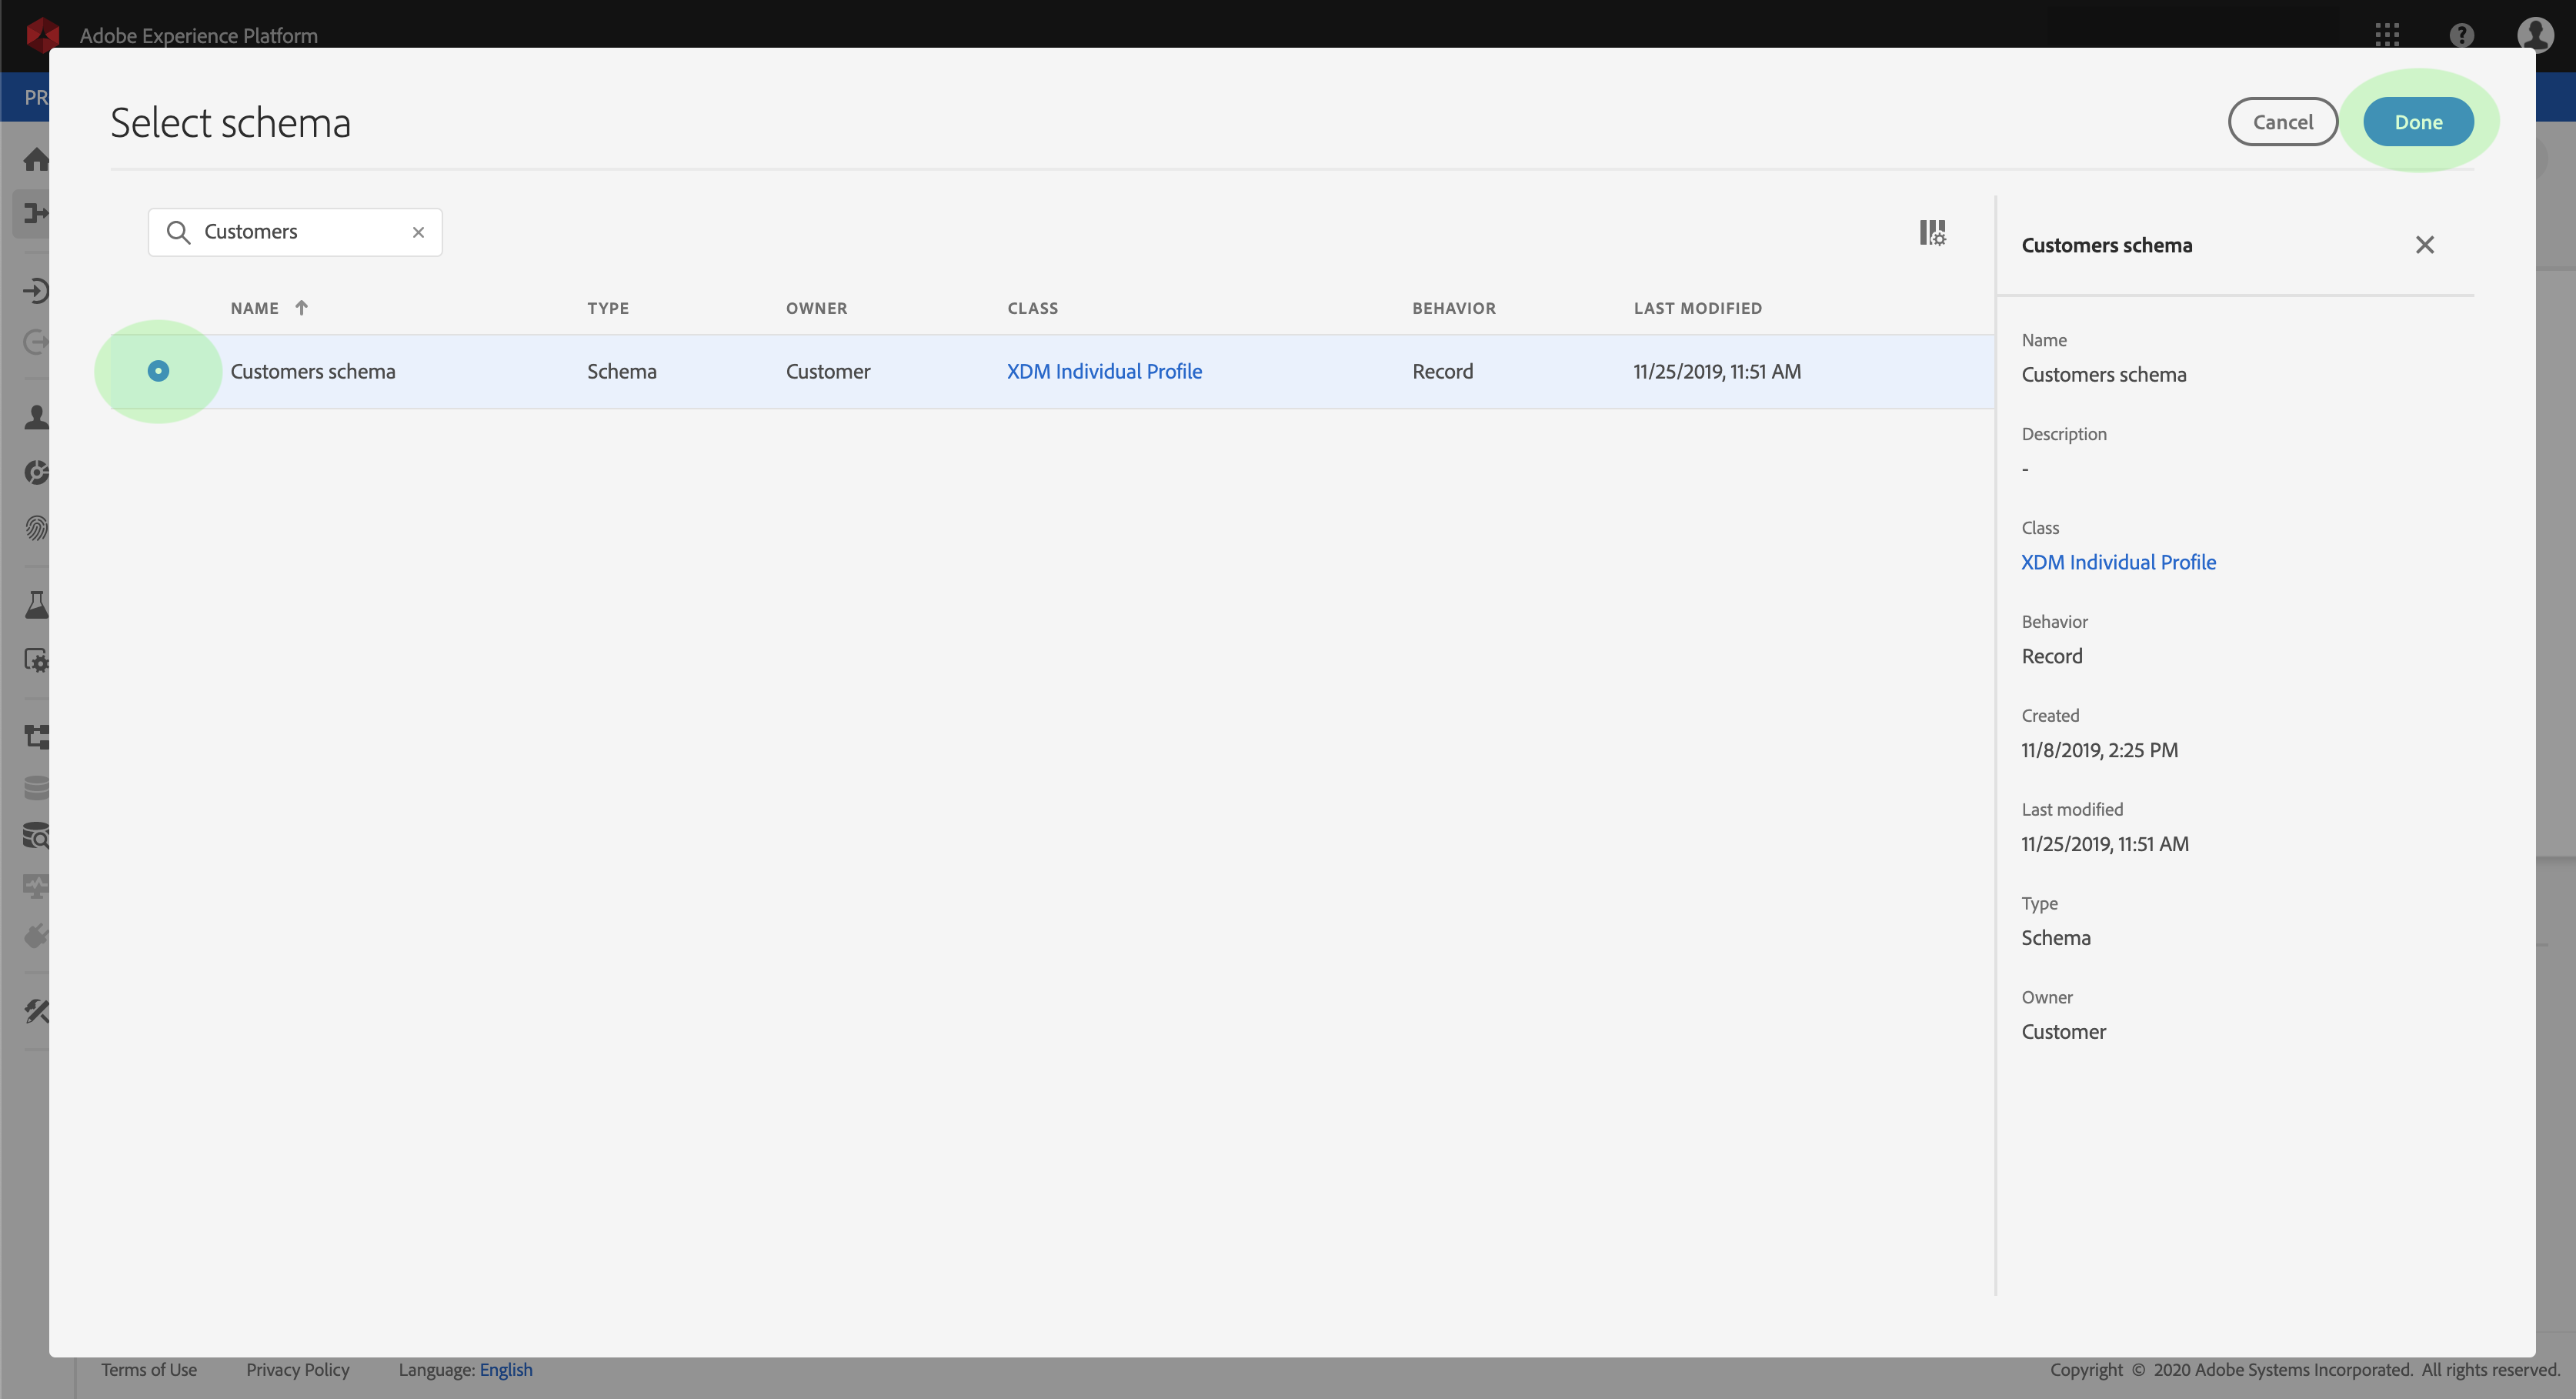 Adobe Experience Platform
PR
Select schema
Cancel
Done
Customers
NAME TYPE OWNER CLASS BEHAVIOR LAST MODIFIED
Customers schema Schema Customer XDM Individual Profile Record 11/25/2019, 11:51 AM
Customers schema
Name
Customers schema
Description
-
Class
XDM Individual Profile
Behavior
Record
Created
11/8/2019, 2:25 PM
Last modified
11/25/2019, 11:51 AM
Type
Schema
Owner
Customer
Terms of Use Privacy Policy Language: English Copyright © 2020 Adobe Systems Incorporated. All rights reserved.